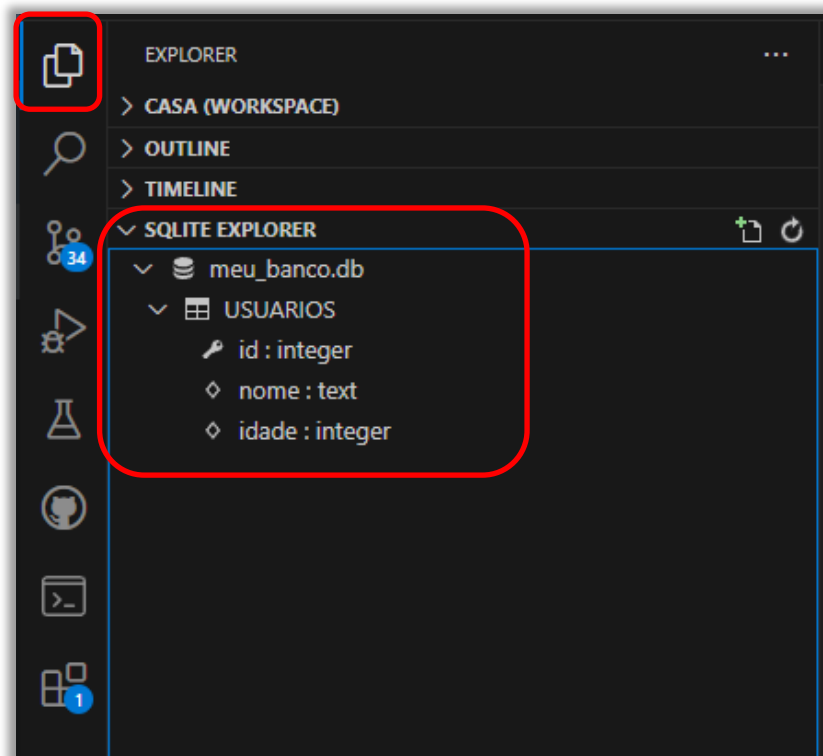 EXPLORER
CASA (WORKSPACE)
OUTLINE
TIMELINE
SQLITE EXPLORER
34
meu_banco.db
USUARIOS
id : integer
nome : text
idade : integer
1